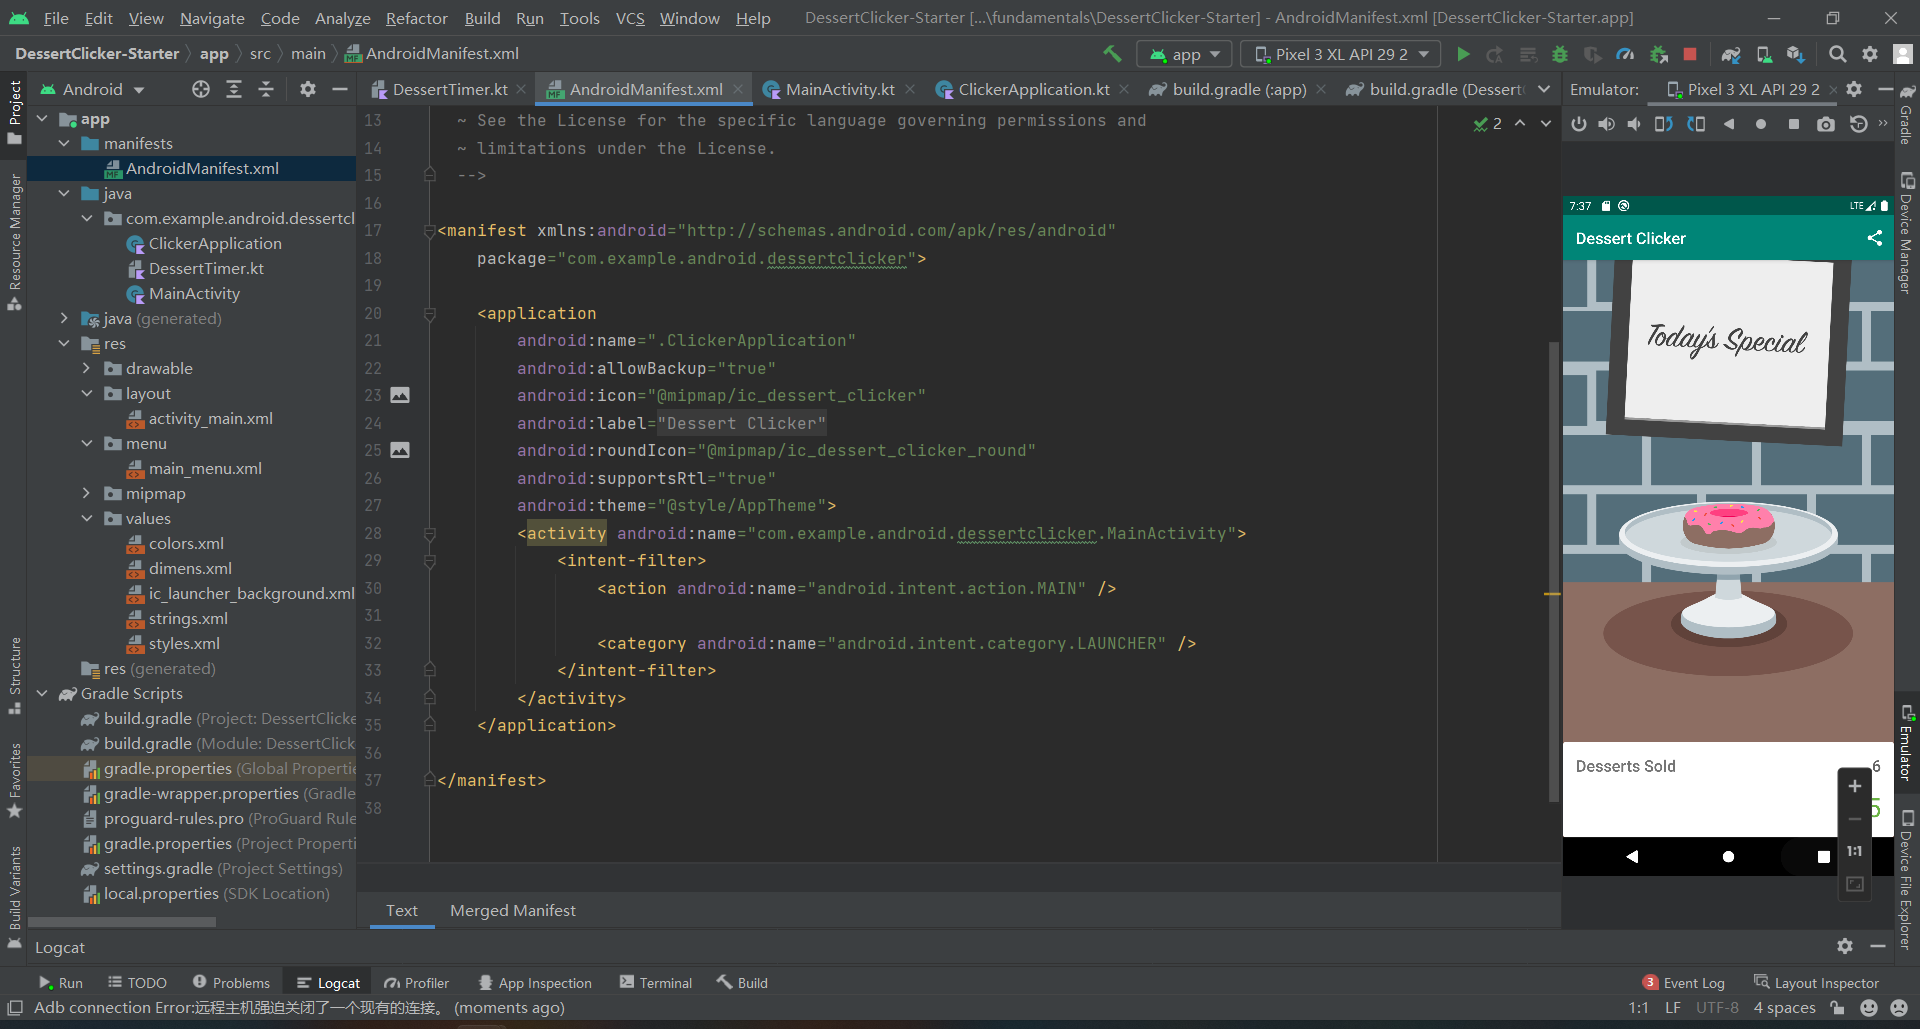 File Edit View Navigate Code Analyze Refactor Build Run Tools VCS Window Help DessertClicker-Starter [...\fundamentals\DessertClicker-Starter] - AndroidManifest.xml [DessertClicker-Starter.app]
DessertClicker-Starter app src main AndroidManifest.xml app Pixel 3 XL API 29 2
Project
Resource Manager
Structure
Favorites
Build Variants
Android
app
manifests
AndroidManifest.xml
java
com.example.android.dessertcl
ClickerApplication
DessertTimer.kt
MainActivity
java (generated)
res
drawable
layout
activity_main.xml
menu
main_menu.xml
mipmap
values
colors.xml
dimens.xml
ic_launcher_background.xml
strings.xml
styles.xml
res (generated)
Gradle Scripts
build.gradle (Project: DessertClicke
build.gradle (Module: DessertClick
gradle.properties (Global Propertie
gradle-wrapper.properties (Gradle
proguard-rules.pro (ProGuard Rule
gradle.properties (Project Properti
settings.gradle (Project Settings)
local.properties (SDK Location)
DessertTimer.kt AndroidManifest.xml MainActivity.kt ClickerApplication.kt build.gradle (:app) build.gradle (Dessert
2
13 ~ See the License for the specific language governing permissions and
14 ~ limitations under the License.
15 -->
16
17 <manifest xmlns:android="http://schemas.android.com/apk/res/android"
18 package="com.example.android.dessertclicker">
19
20 <application
21 android:name=".ClickerApplication"
22 android:allowBackup="true"
23 android:icon="@mipmap/ic_dessert_clicker"
24 android:label="Dessert Clicker"
25 android:roundIcon="@mipmap/ic_dessert_clicker_round"
26 android:supportsRtl="true"
27 android:theme="@style/AppTheme">
28 <activity android:name="com.example.android.dessertclicker.MainActivity">
29 <intent-filter>
30 <action android:name="android.intent.action.MAIN" />
31
32 <category android:name="android.intent.category.LAUNCHER" />
33 </intent-filter>
34 </activity>
35 </application>
36
37 </manifest>
38
Text Merged Manifest
Emulator: Pixel 3 XL API 29 2
7:37 LTE
Dessert Clicker
Today's Special
Desserts Sold 6
5
1:1
Gradle
Device Manager
Emulator
Device File Explorer
Logcat
Run TODO Problems Logcat Profiler App Inspection Terminal Build 3 Event Log Layout Inspector
Adb connection Error:远程主机强迫关闭了一个现有的连接。 (moments ago) 1:1 LF UTF-8 4 spaces